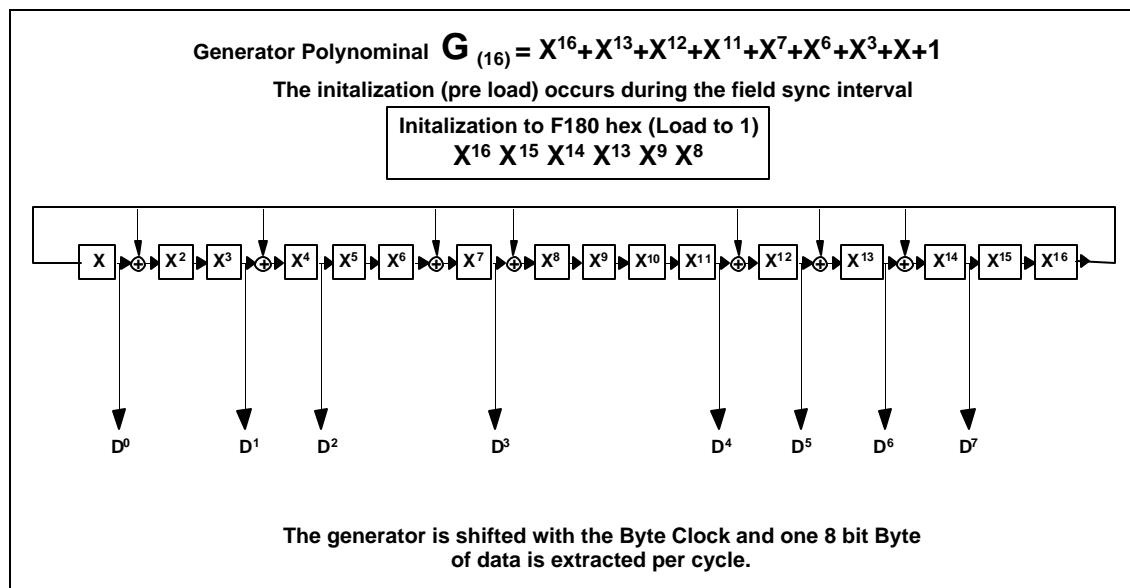 Generator Polynominal G (16) = X¹⁶+X¹³+X¹²+X¹¹+X⁷+X⁶+X³+X+1
The initalization (pre load) occurs during the field sync interval
Initalization to F180 hex (Load to 1)
X¹⁶ X¹⁵ X¹⁴ X¹³ X⁹ X⁸
X + X² X³ + X⁴ X⁵ X⁶ + X⁷ + X⁸ X⁹ X¹⁰ X¹¹ + X¹² + X¹³ + X¹⁴ X¹⁵ X¹⁶
D⁰ D¹ D² D³ D⁴ D⁵ D⁶ D⁷
The generator is shifted with the Byte Clock and one 8 bit Byte
of data is extracted per cycle.